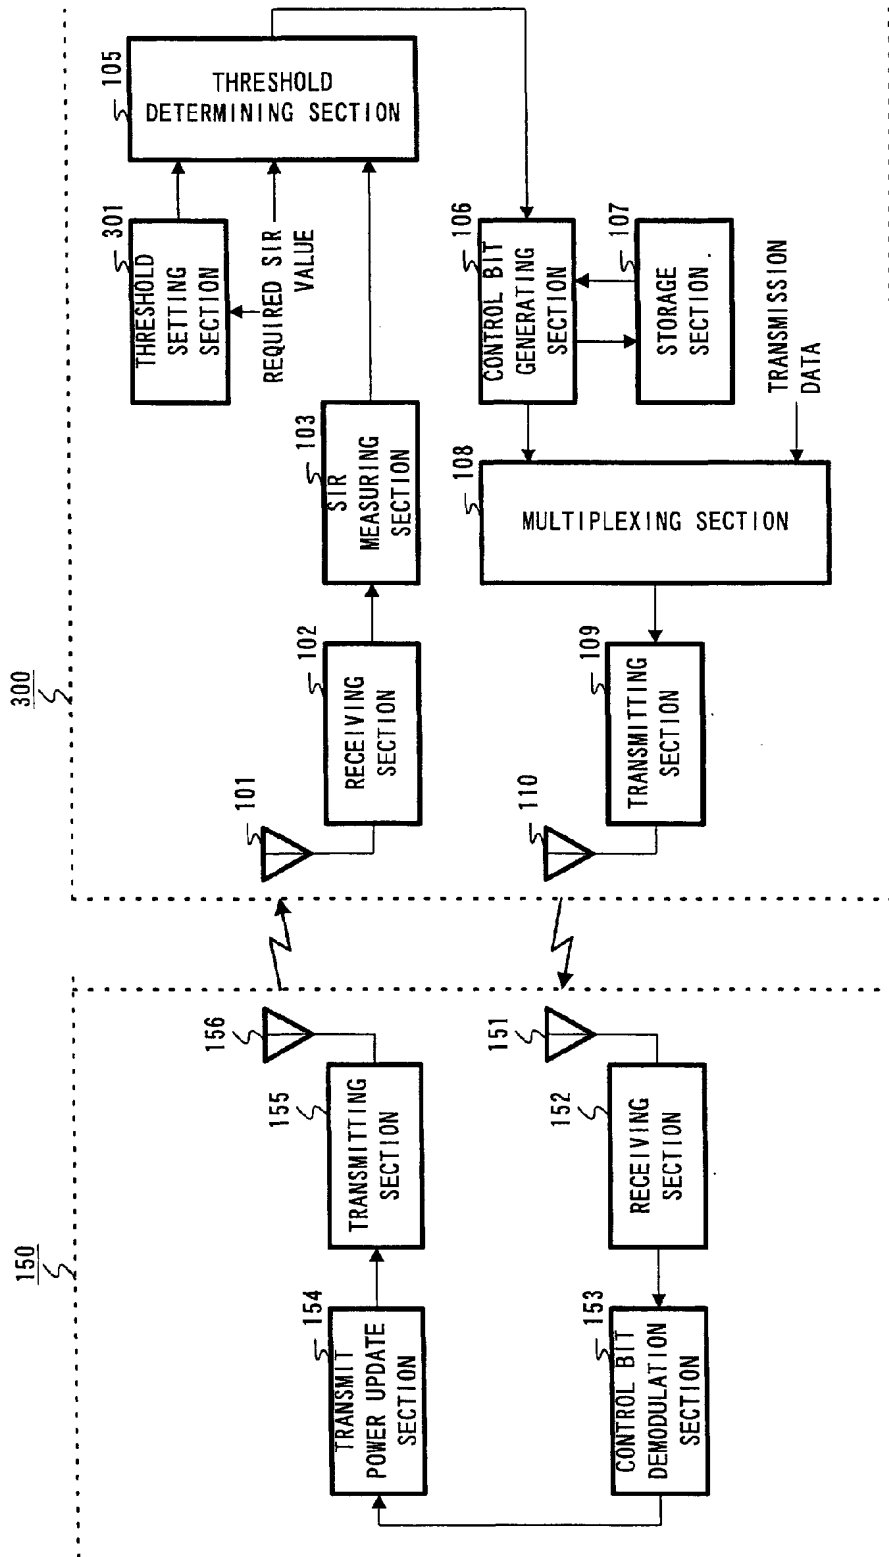 150
TRANSMIT
POWER UPDATE
SECTION
154
TRANSMITTING
SECTION
155
156
CONTROL BIT
DEMODULATION
SECTION
153
RECEIVING
SECTION
152
151
300
101
RECEIVING
SECTION
102
SIR
MEASURING
SECTION
103
THRESHOLD
SETTING
SECTION
301
REQUIRED SIR
VALUE
THRESHOLD
DETERMINING SECTION
105
110
TRANSMITTING
SECTION
109
MULTIPLEXING SECTION
108
CONTROL BIT
GENERATING
SECTION
106
STORAGE
SECTION
107
TRANSMISSION
DATA